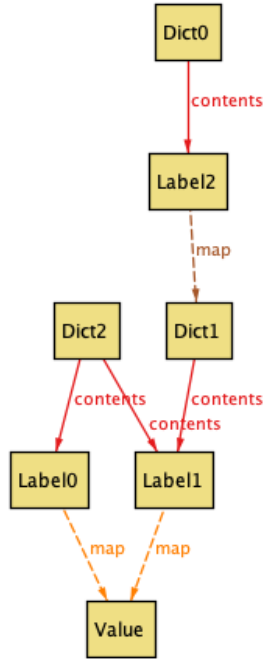 Dict0
contents
Label2
map
Dict2
Dict1
contents
contents
contents
Label0
Label1
map
map
Value